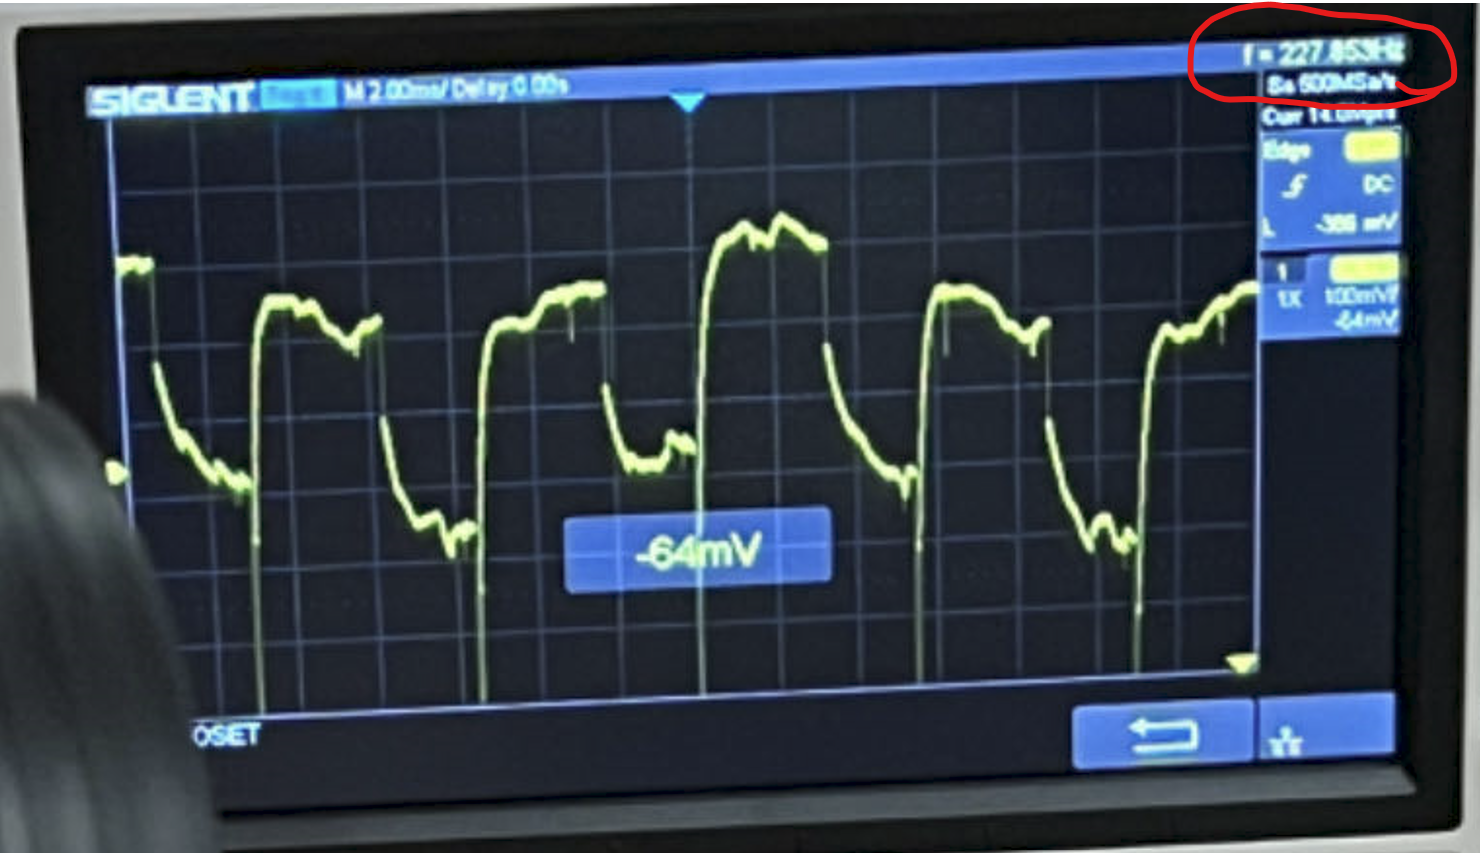 SIGLENT M 2.00ms/ Delay:0.00s
f = 227.853Hz
Sa 500MSa/s
Curr 14.0Mpts
Edge
DC
L -386 mV
1
1X 100mV/
-64mV
-64mV
OSET